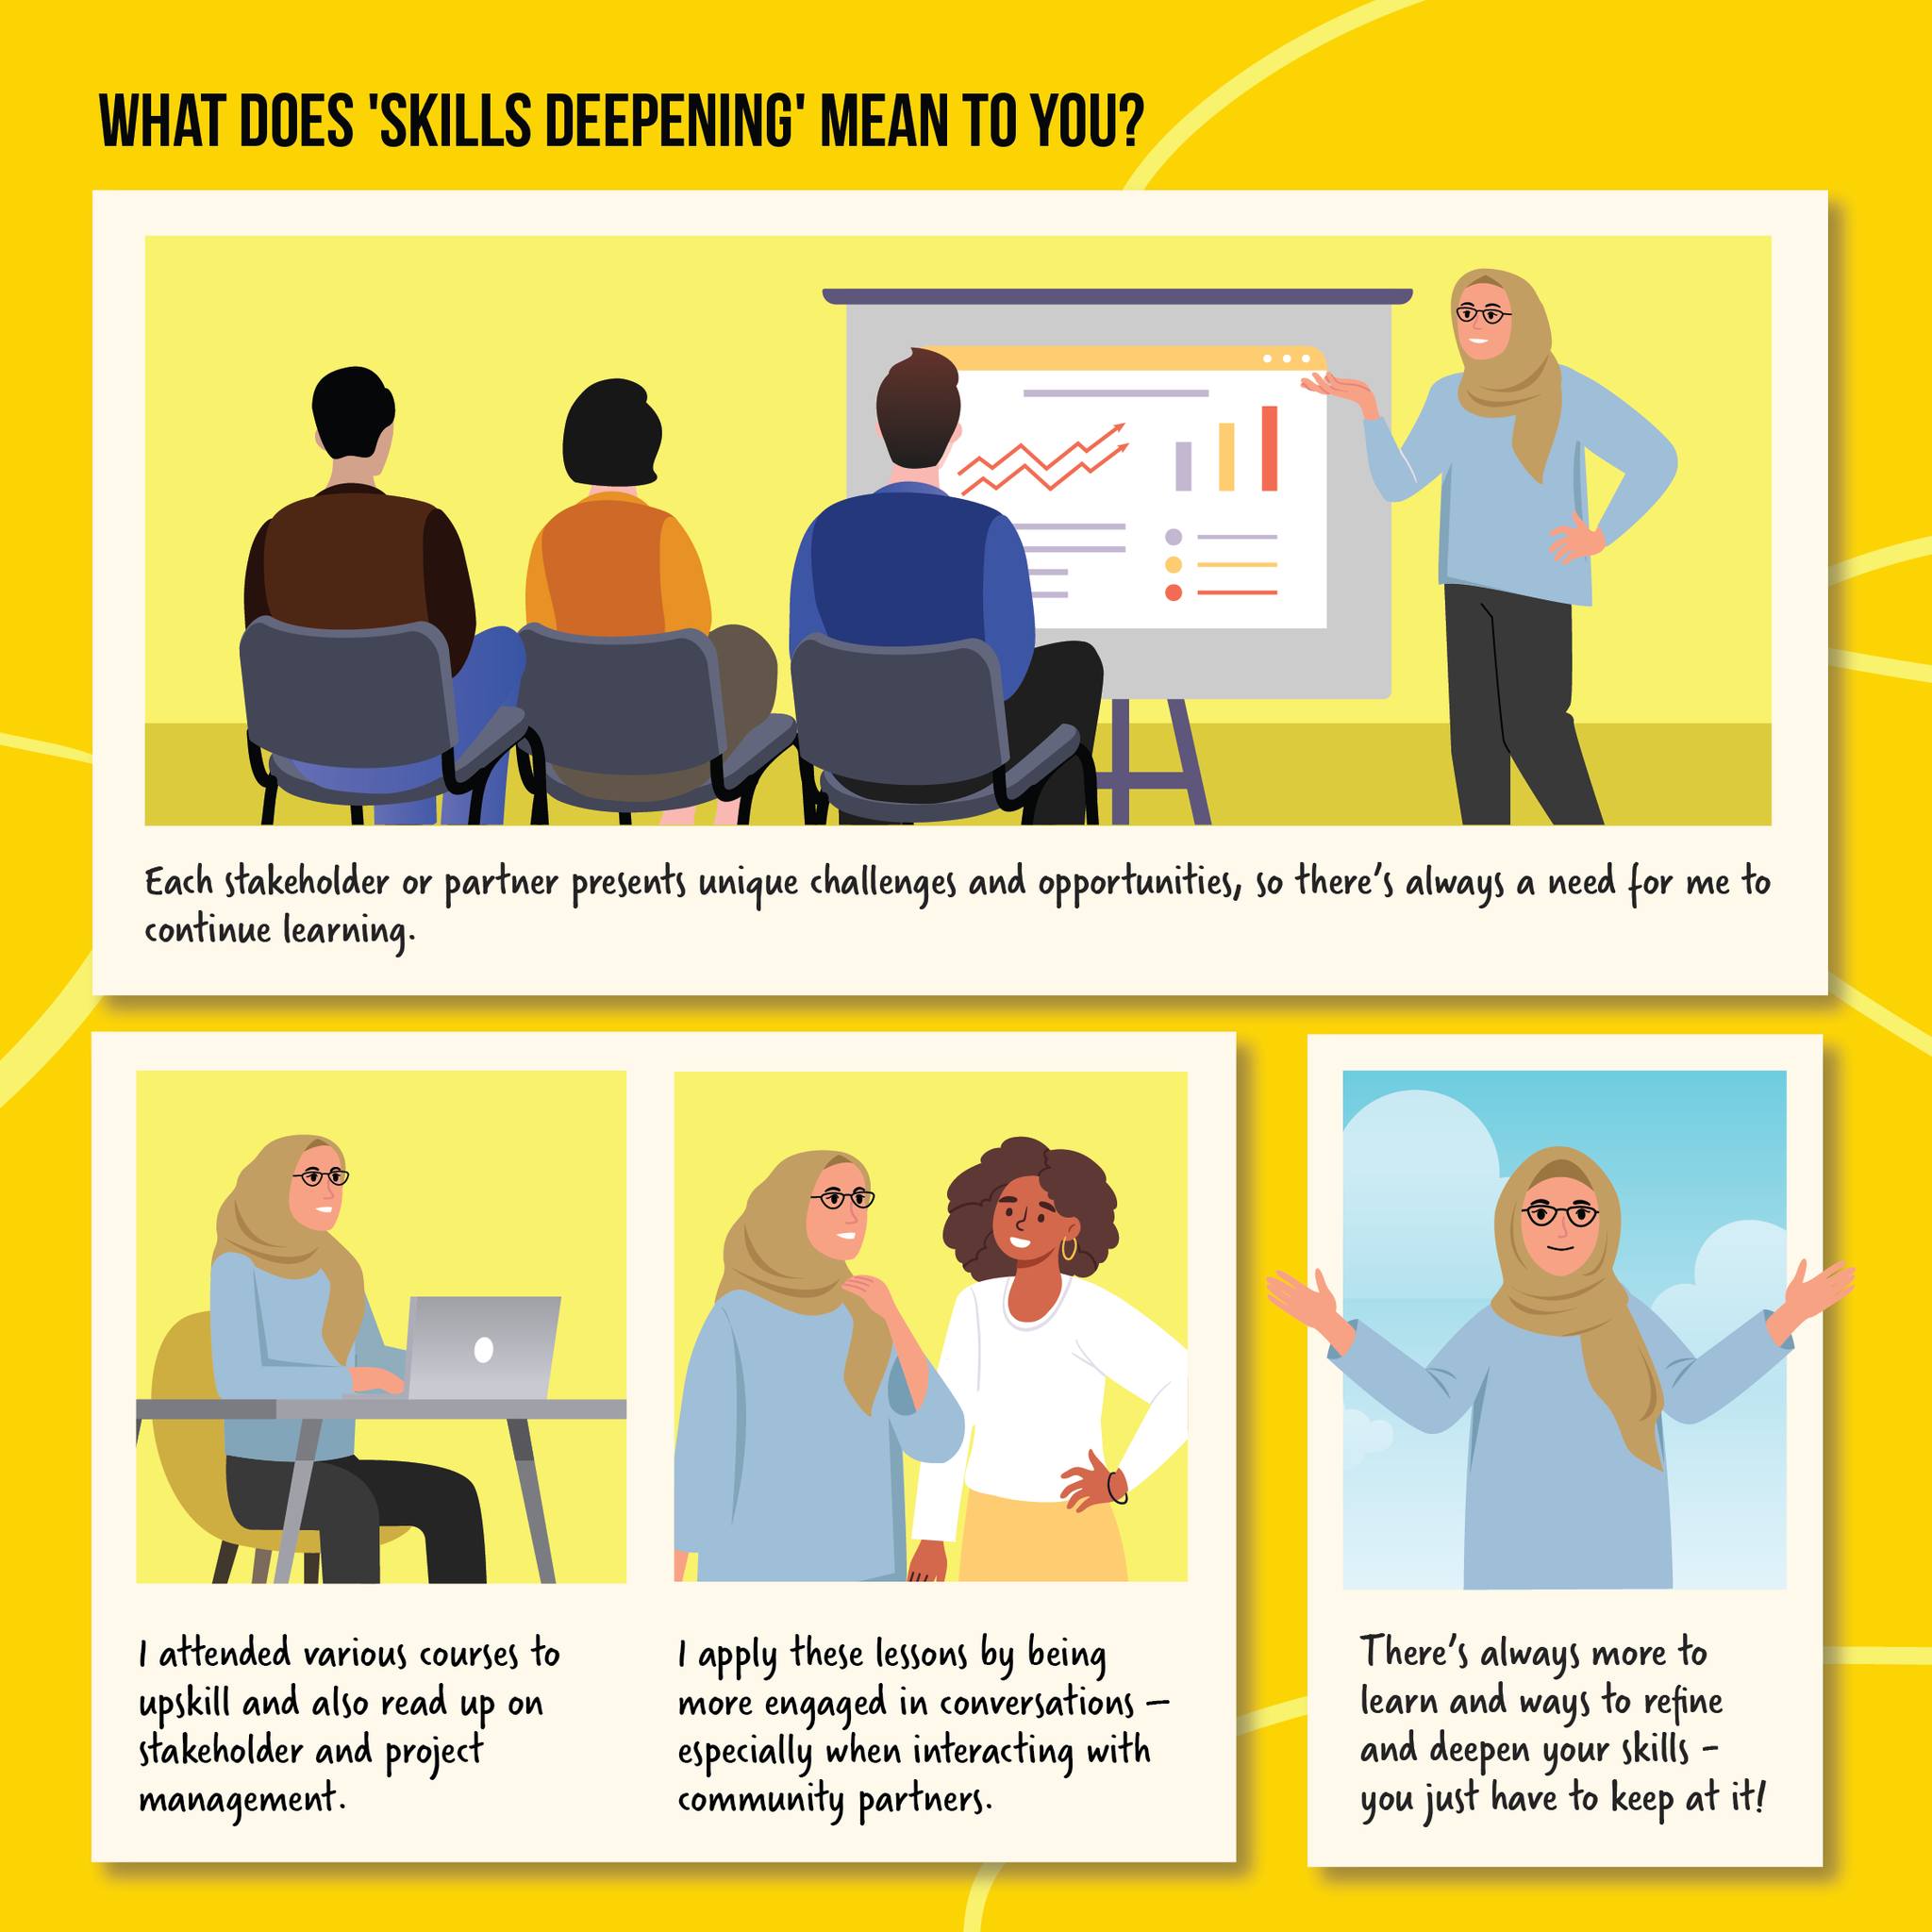 WHAT DOES 'SKILLS DEEPENING' MEAN TO YOU?
Each stakeholder or partner presents unique challenges and opportunities, so there's always a need for me to
continue learning.
I attended various courses to
upskill and also read up on
stakeholder and project
management.
I apply these lessons by being
more engaged in conversations —
especially when interacting with
community partners.
There's always more to
learn and ways to refine
and deepen your skills –
you just have to keep at it!